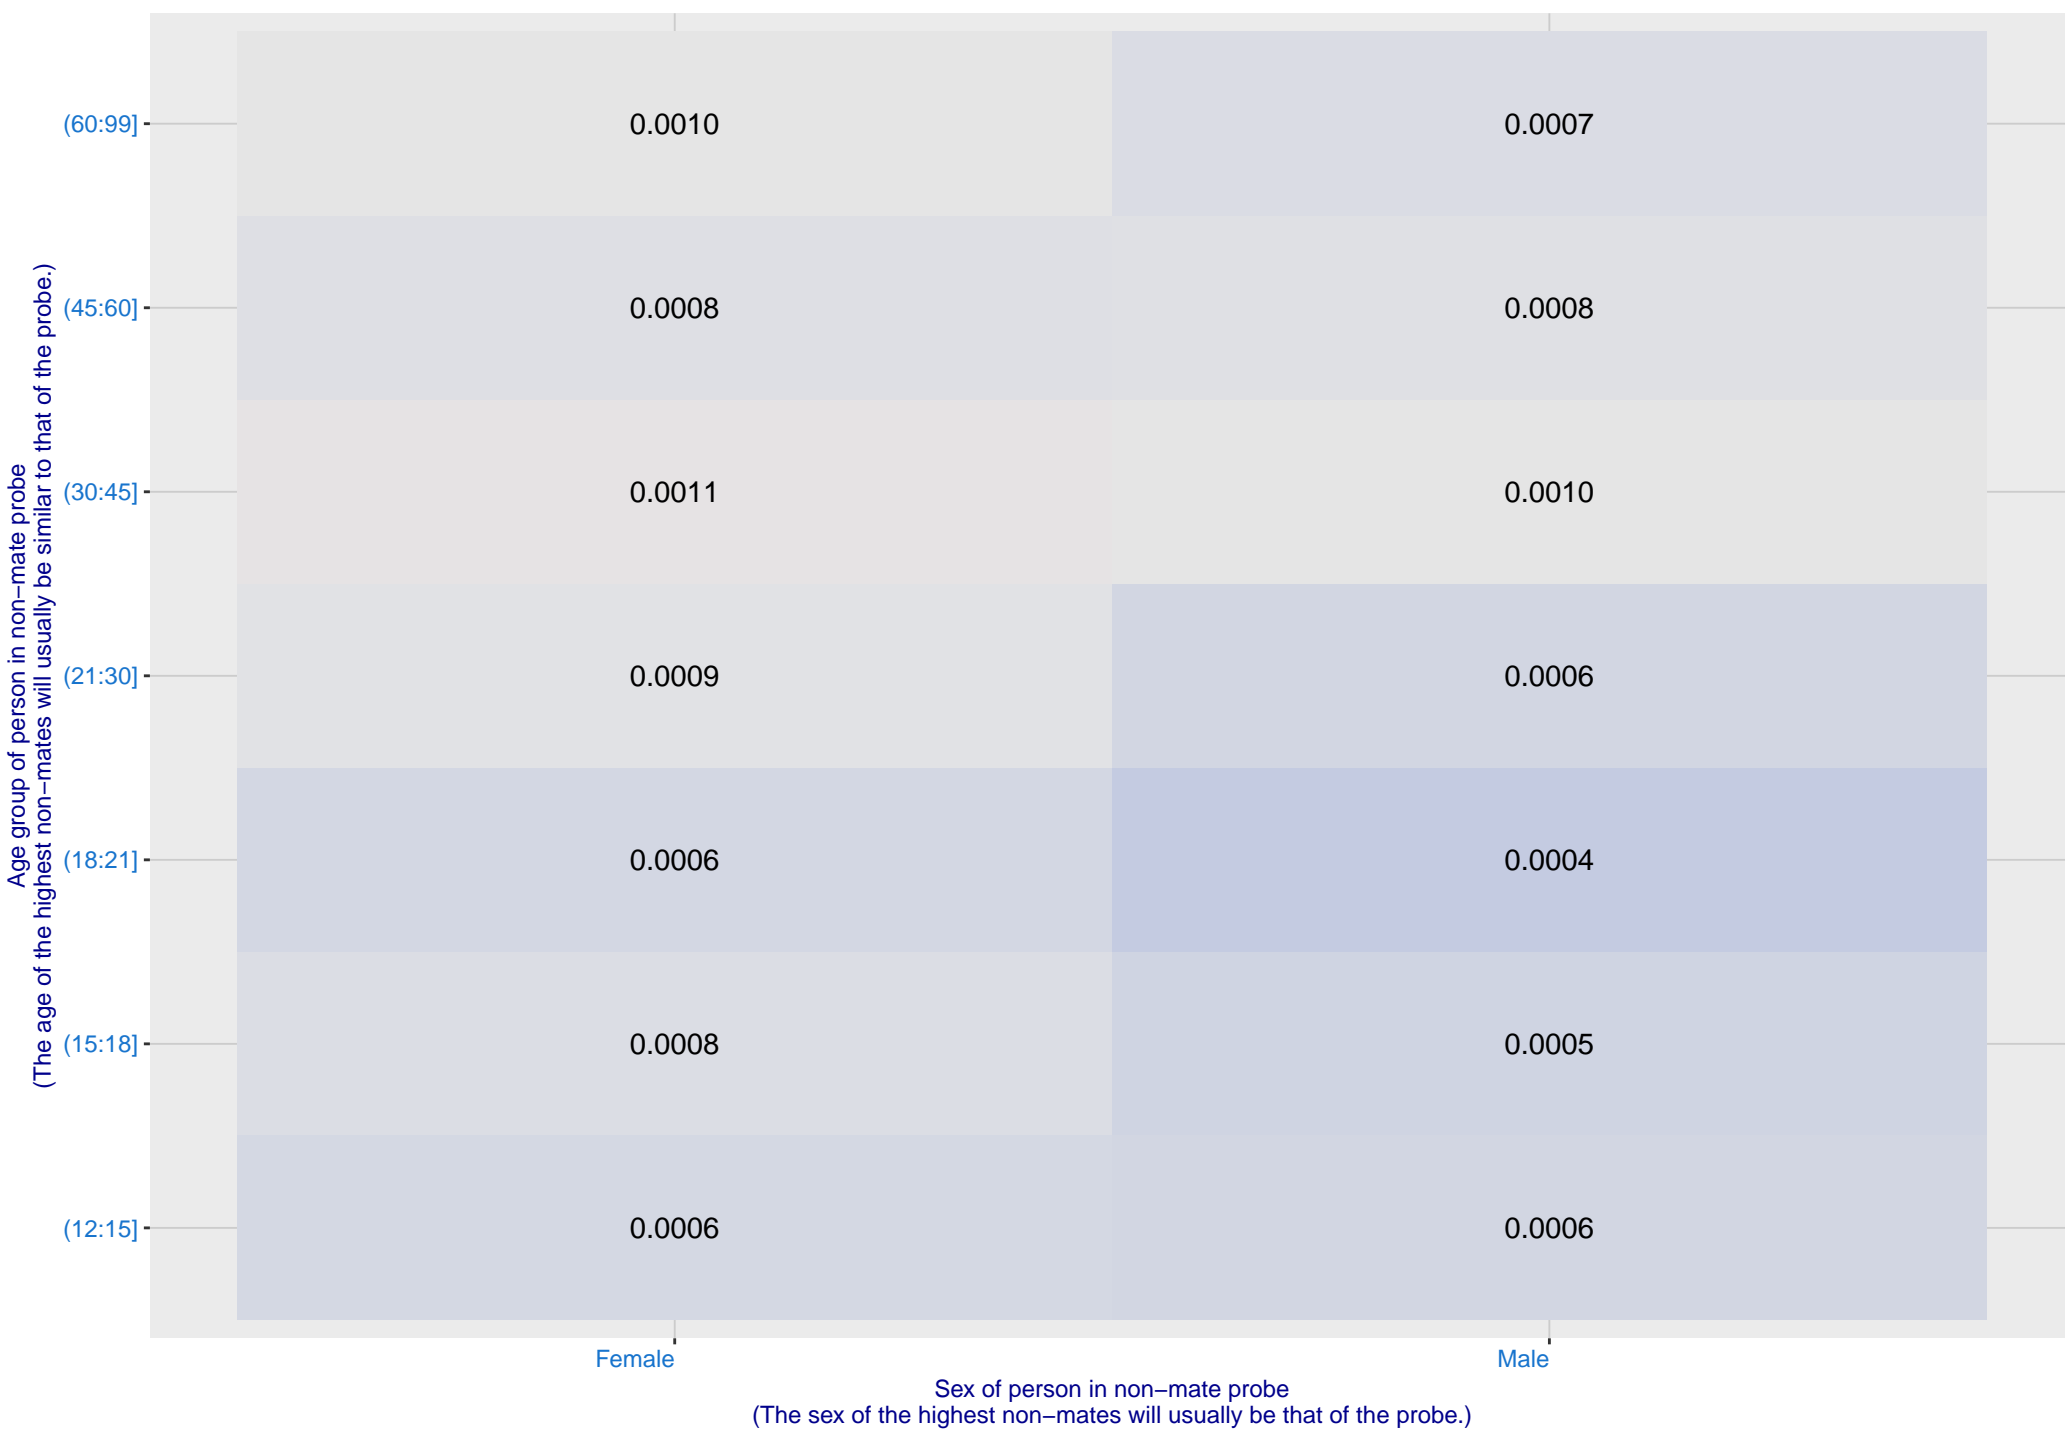 Age group of person in non−mate probe
(The age of the highest non−mates will usually be similar to that of the probe.)
(60:99] 0.0010 0.0007
(45:60] 0.0008 0.0008
(30:45] 0.0011 0.0010
(21:30] 0.0009 0.0006
(18:21] 0.0006 0.0004
(15:18] 0.0008 0.0005
(12:15] 0.0006 0.0006
Female Male
Sex of person in non−mate probe
(The sex of the highest non−mates will usually be that of the probe.)